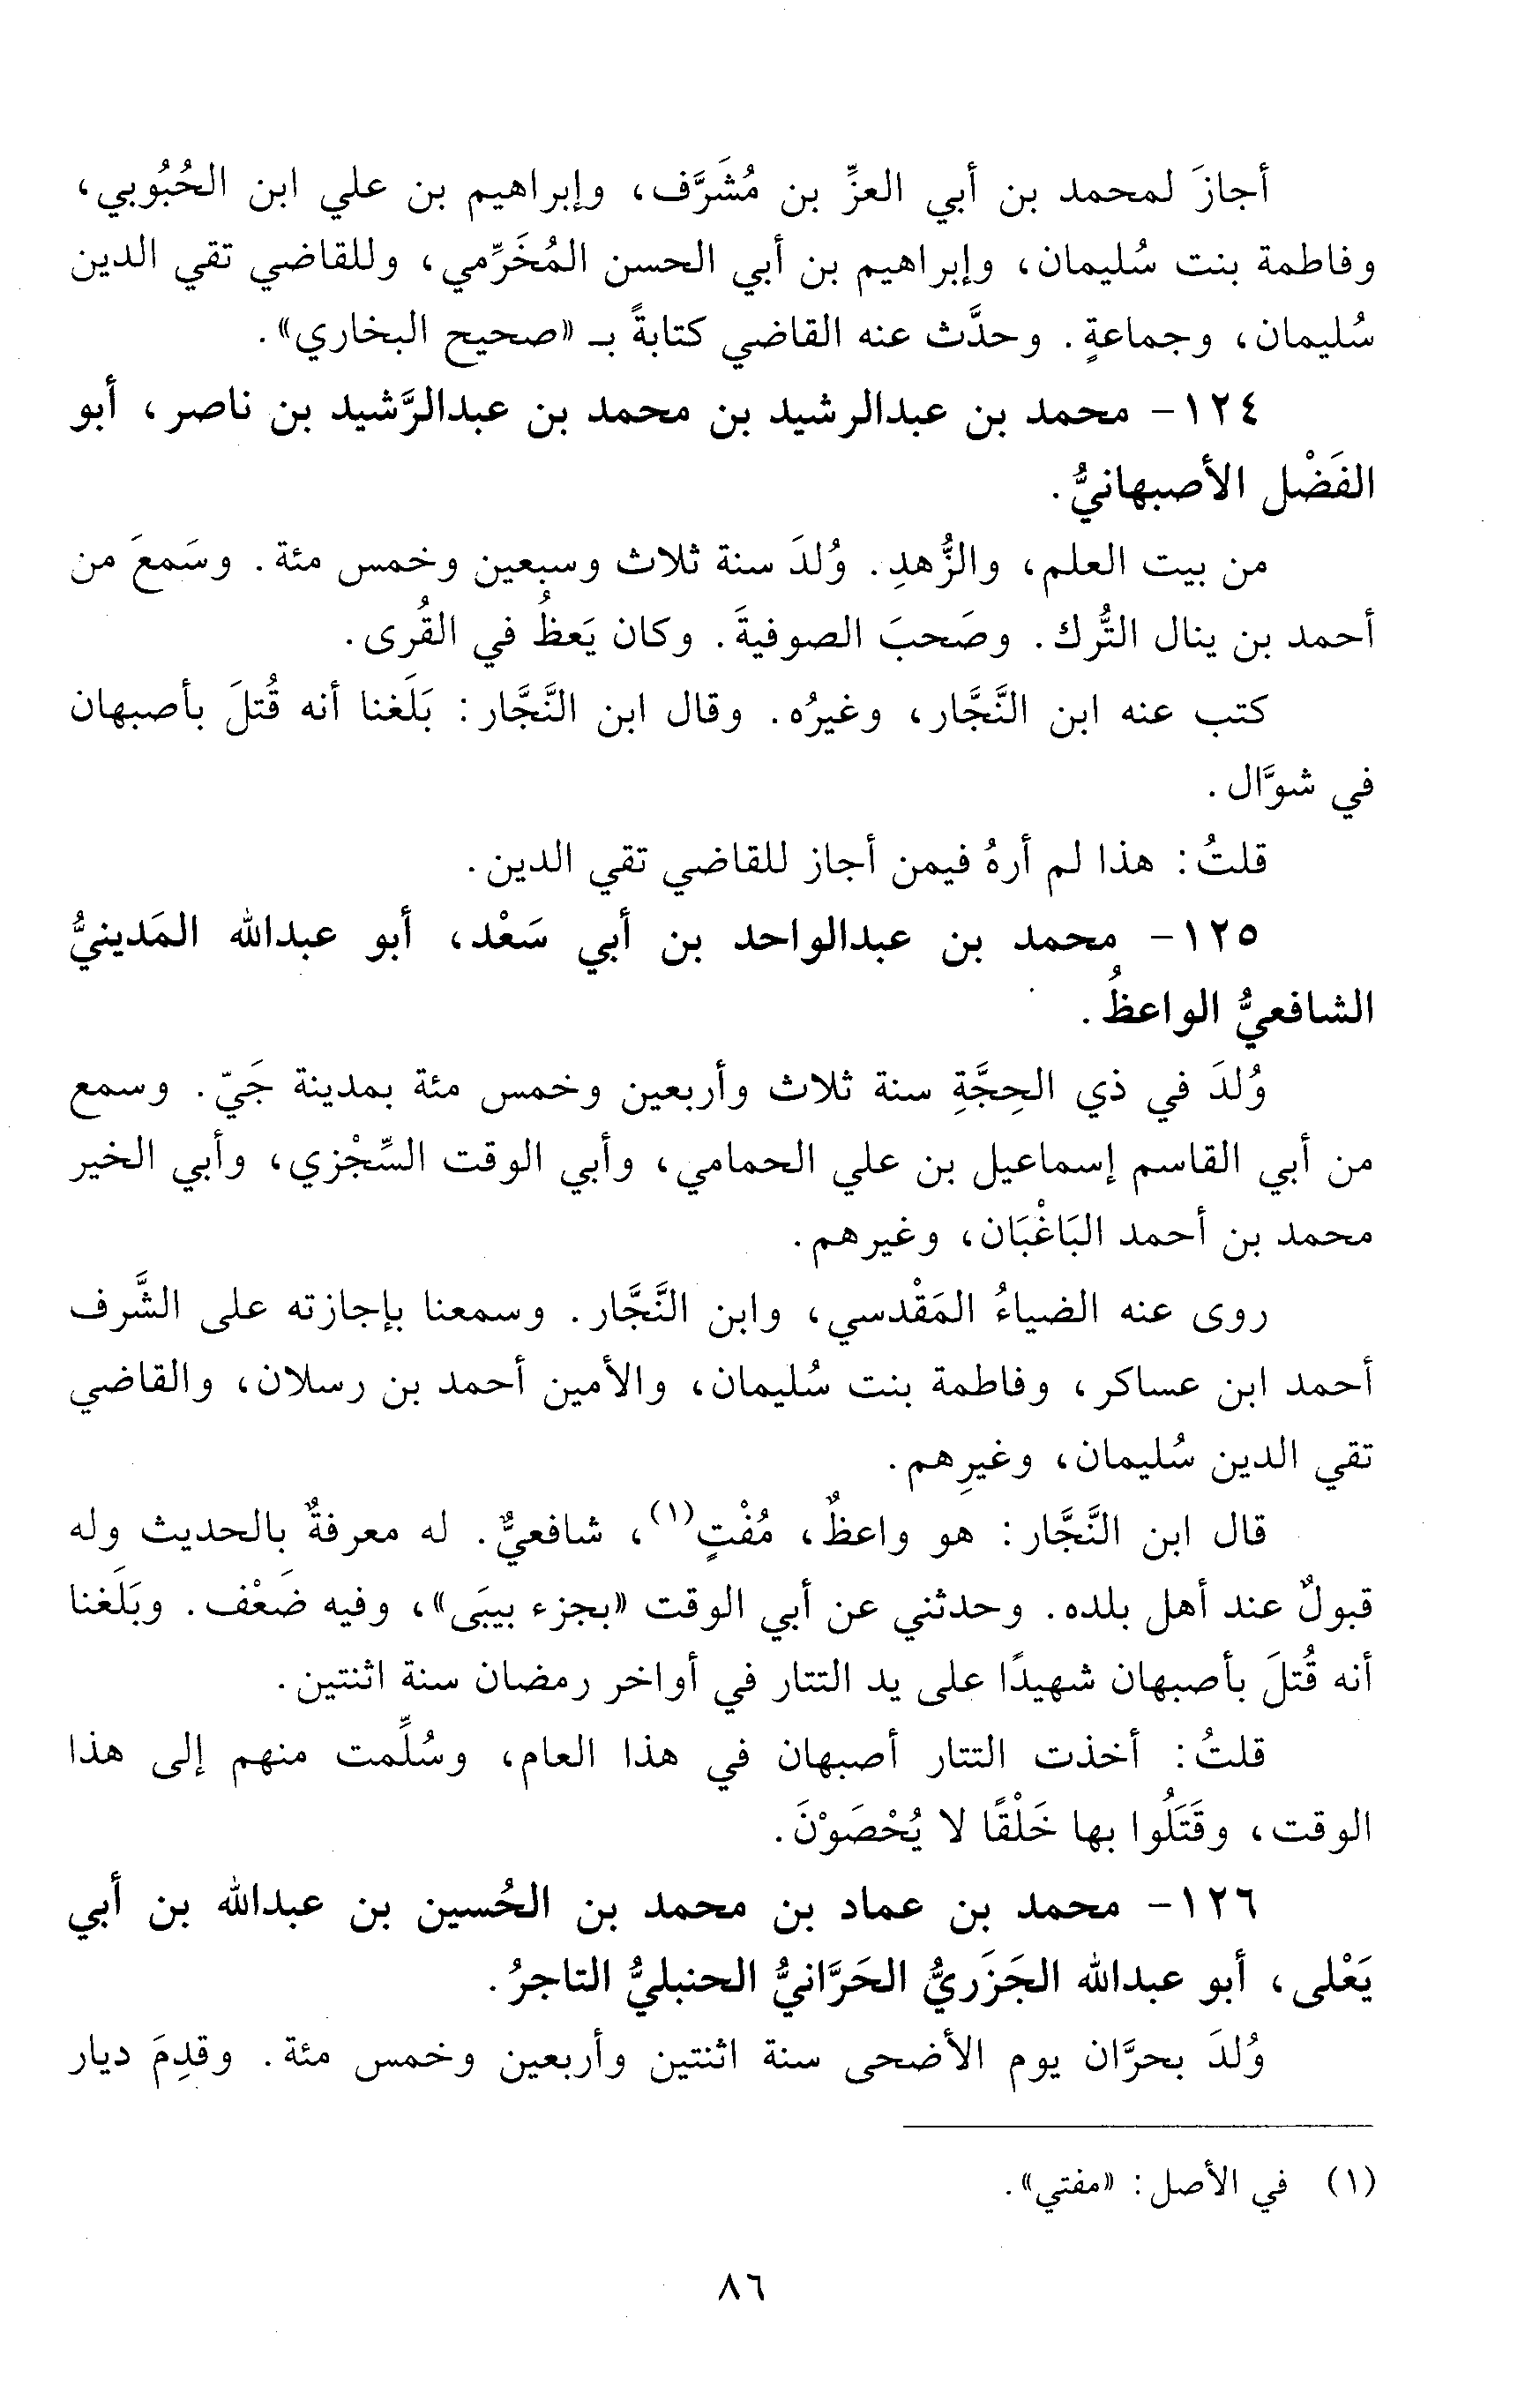 أجازَ لمحمد بن أبي العزِّ بن مُشَرَّف، وإبراهيم بن علي ابن الحُبُوبي،
وفاطمة بنت سُليمان، وإبراهيم بن أبي الحسن المُخَرِّمي، وللقاضي تقي الدين
سُليمان، وجماعةٍ. وحدَّث عنه القاضي كتابةً بـ «صحيح البخاري».
١٢٤- محمد بن عبدالرشيد بن محمد بن عبدالرَّشيد بن ناصر، أبو
الفَضْل الأصبهانيُّ.
من بيت العلم، والزُّهدِ. وُلدَ سنة ثلاث وسبعين وخمس مئة. وسَمعَ من
أحمد بن ينال التُّرك. وصَحبَ الصوفيةَ. وكان يَعظُ في القُرى.
كتب عنه ابن النَّجَّار، وغيرُه. وقال ابن النَّجَّار: بَلَغنا أنه قُتلَ بأصبهان
في شوَّال.
قلتُ: هذا لم أرهُ فيمن أجاز للقاضي تقي الدين.
١٢٥- محمد بن عبدالواحد بن أبي سَعْد، أبو عبدالله المَدينيُّ
الشافعيُّ الواعظُ.
وُلدَ في ذي الحِجَّةِ سنة ثلاث وأربعين وخمس مئة بمدينة جَيّ. وسمع
من أبي القاسم إسماعيل بن علي الحمامي، وأبي الوقت السِّجْزي، وأبي الخير
محمد بن أحمد البَاغْبَان، وغيرهم.
روى عنه الضياءُ المَقْدسي، وابن النَّجَّار. وسمعنا بإجازته على الشَّرف
أحمد ابن عساكر، وفاطمة بنت سُليمان، والأمين أحمد بن رسلان، والقاضي
تقي الدين سُليمان، وغيرِهم.
قال ابن النَّجَّار: هو واعظٌ، مُفْتٍ(١)، شافعيٌّ. له معرفةٌ بالحديث وله
قبولٌ عند أهل بلده. وحدثني عن أبي الوقت «بجزء بيبَى»، وفيه ضَعْف. وبَلَغنا
أنه قُتلَ بأصبهان شهيدًا على يد التتار في أواخر رمضان سنة اثنتين.
قلتُ: أخذت التتار أصبهان في هذا العام، وسُلِّمت منهم إلى هذا
الوقت، وقَتَلُوا بها خَلْقًا لا يُحْصَوْنَ.
١٢٦- محمد بن عماد بن محمد بن الحُسين بن عبدالله بن أبي
يَعْلى، أبو عبدالله الجَزَريُّ الحَرَّانيُّ الحنبليُّ التاجرُ.
وُلدَ بحرَّان يوم الأضحى سنة اثنتين وأربعين وخمس مئة. وقدِمَ ديار
(١) في الأصل: «مفتي».
٨٦